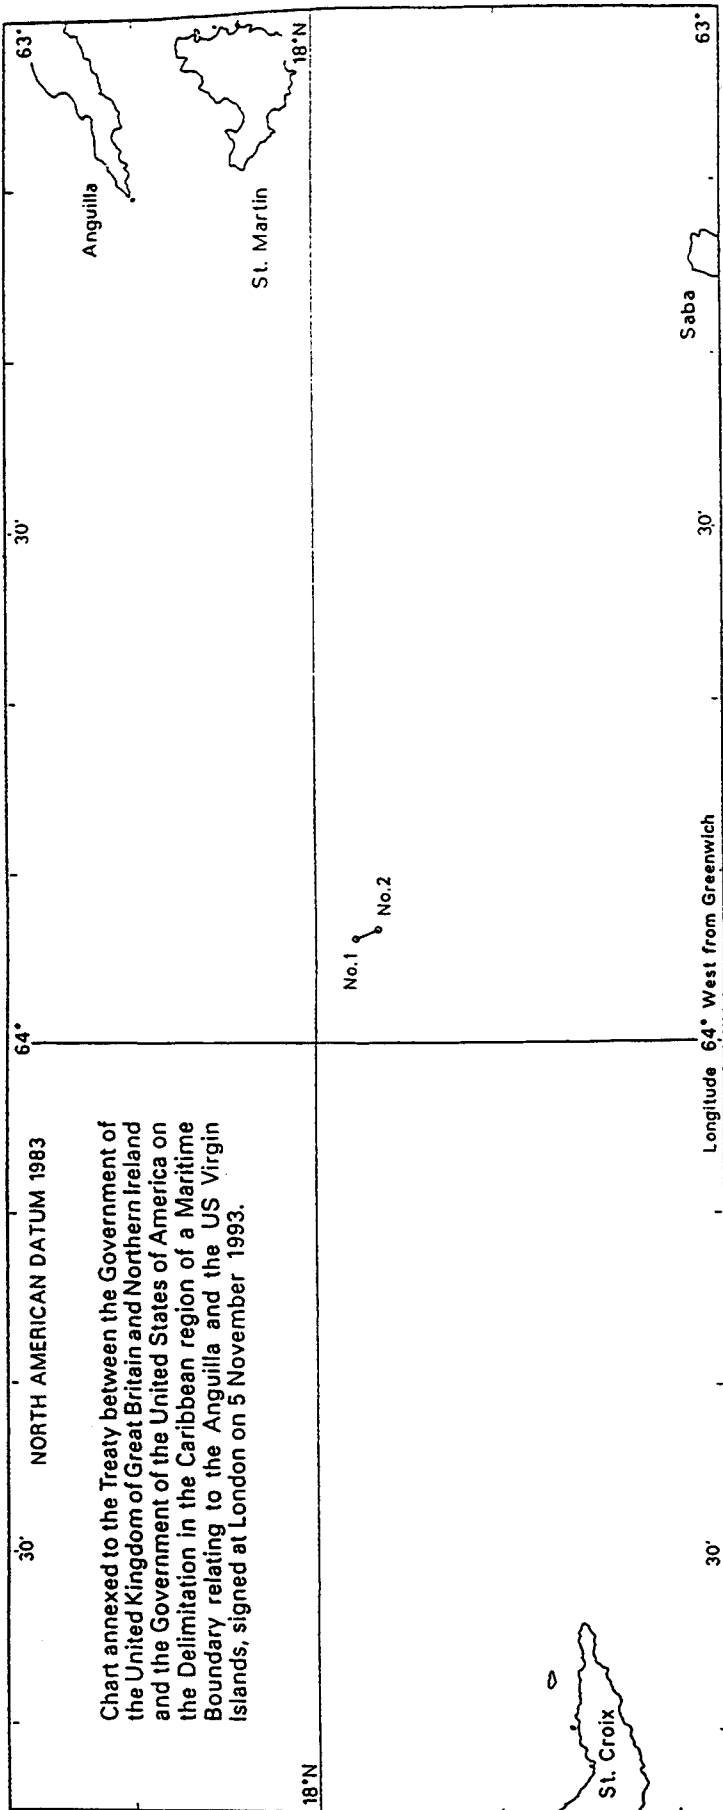 63°
30'
64°
30'
NORTH AMERICAN DATUM 1983
Chart annexed to the Treaty between the Government of
the United Kingdom of Great Britain and Northern Ireland
and the Government of the United States of America on
the Delimitation in the Caribbean region of a Maritime
Boundary relating to the Anguilla and the US Virgin
Islands, signed at London on 5 November 1993.
Anguilla
St. Martin
18°N
18°N
No.1
No.2
St. Croix
Saba
30'
Longitude 64° West from Greenwich
30'
63°